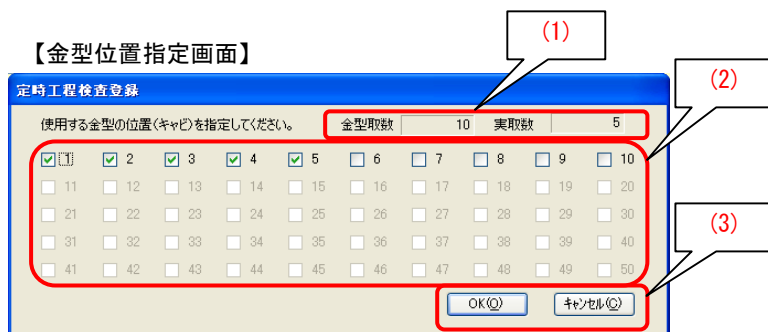 (1)
【金型位置指定画面】
(2)
定時工程検査登録
使用する金型の位置(キャビ)を指定してください。 金型取数 10 実取数 5
1 2 3 4 5 6 7 8 9 10
11 12 13 14 15 16 17 18 19 20
21 22 23 24 25 26 27 28 29 30
(3)
31 32 33 34 35 36 37 38 39 40
41 42 43 44 45 46 47 48 49 50
OK(O) キャンセル(C)